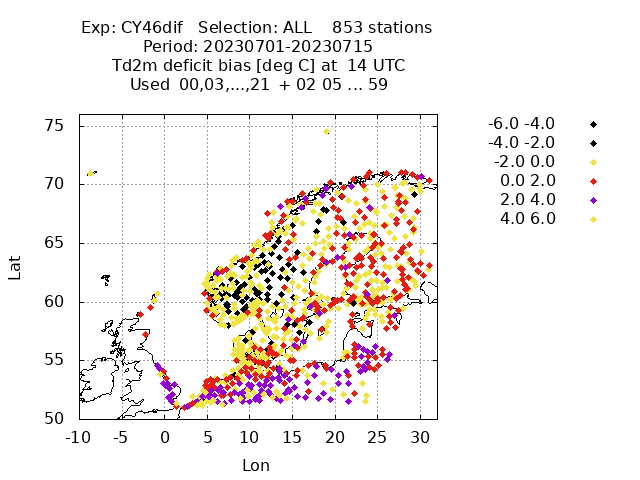 Exp: CY46dif   Selection: ALL    853 stations
Period: 20230701-20230715
Td2m deficit bias [deg C] at  14 UTC
Used  00,03,...,21  + 02 05 ... 59
-6.0 -4.0
-4.0 -2.0
-2.0 0.0
0.0 2.0
2.0 4.0
4.0 6.0
75
70
65
60
55
50
Lat
-10 -5 0 5 10 15 20 25 30
Lon